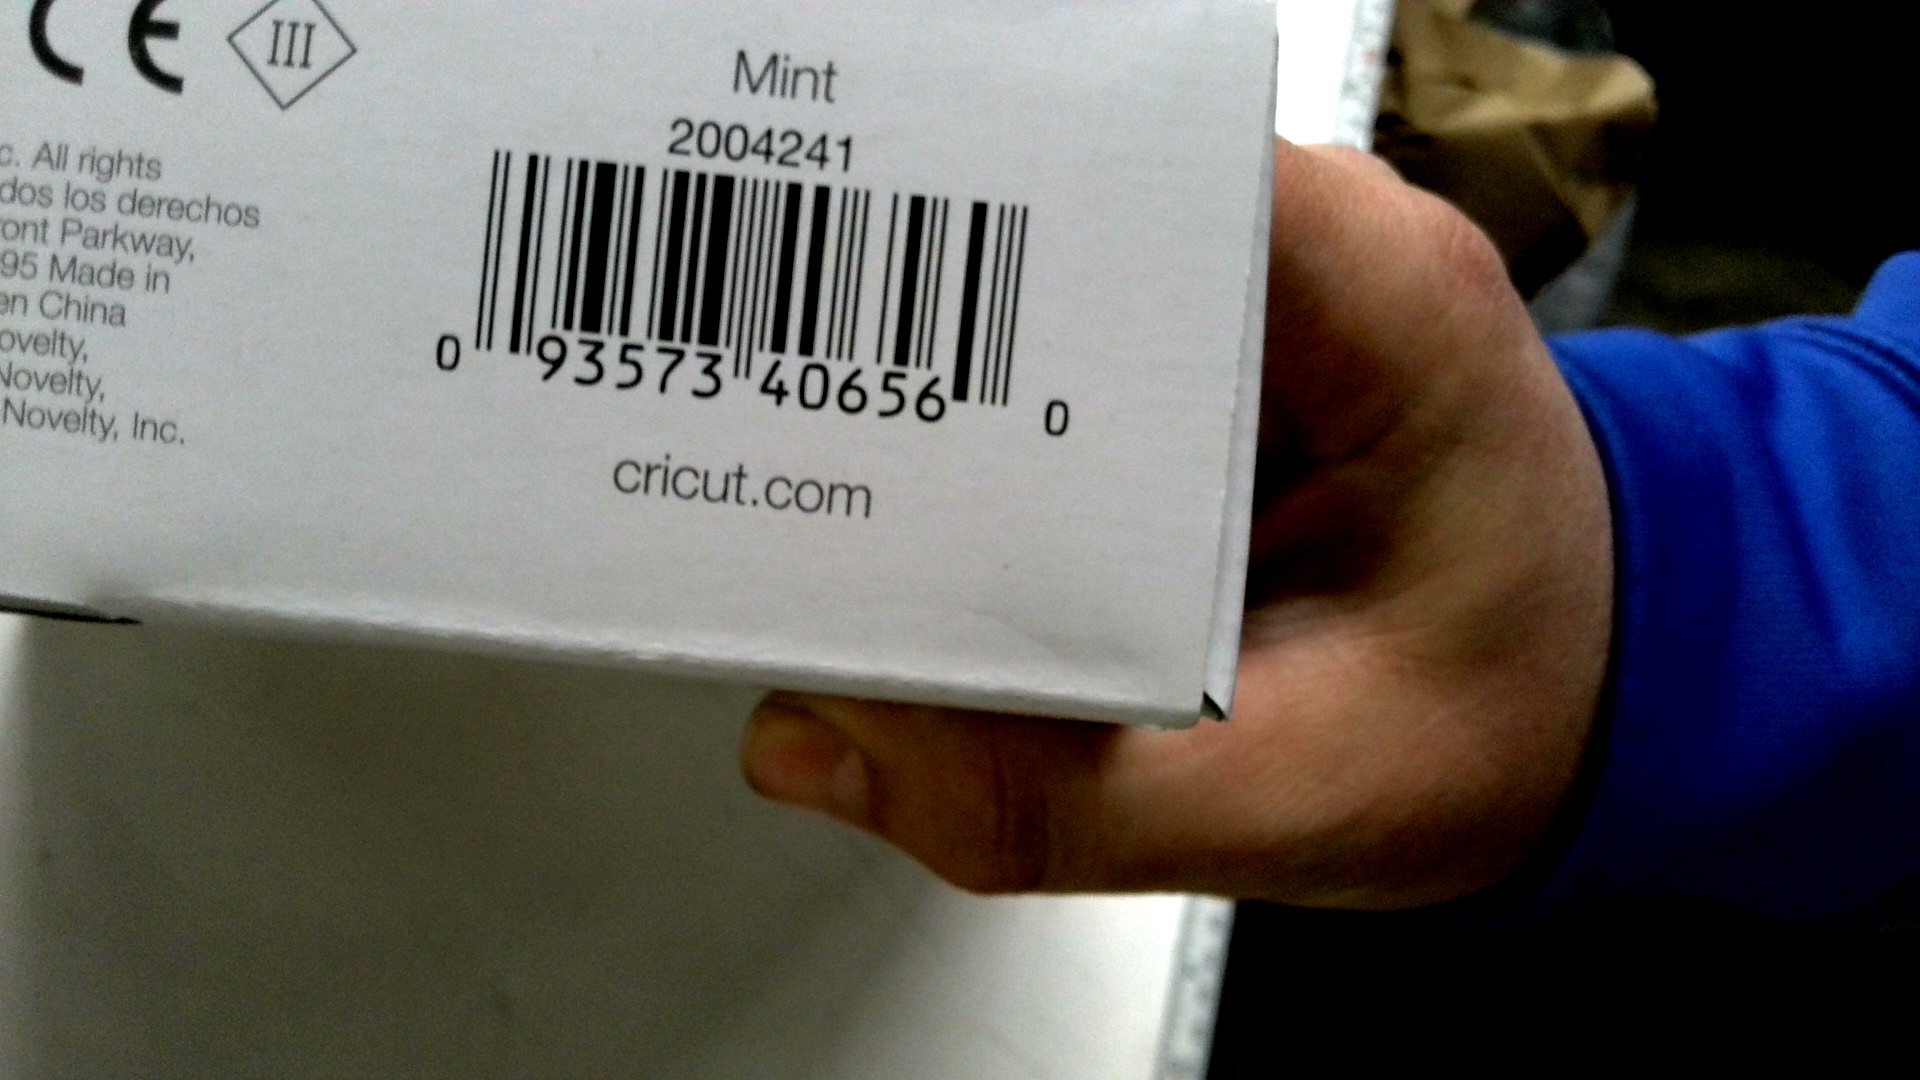 CE III
Mint
2004241
c. All rights
dos los derechos
ont Parkway,
95 Made in
en China
ovelty,
Novelty,
Novelty, Inc.
0 93573 40656 0
cricut.com